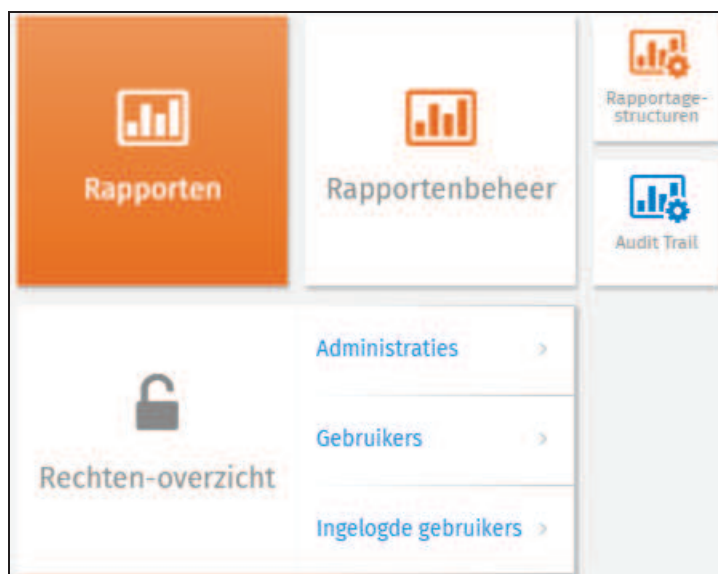 Rapporten
Rapportenbeheer
Rapportage-
structuren
Audit Trail
Rechten-overzicht
Administraties
Gebruikers
Ingelogde gebruikers